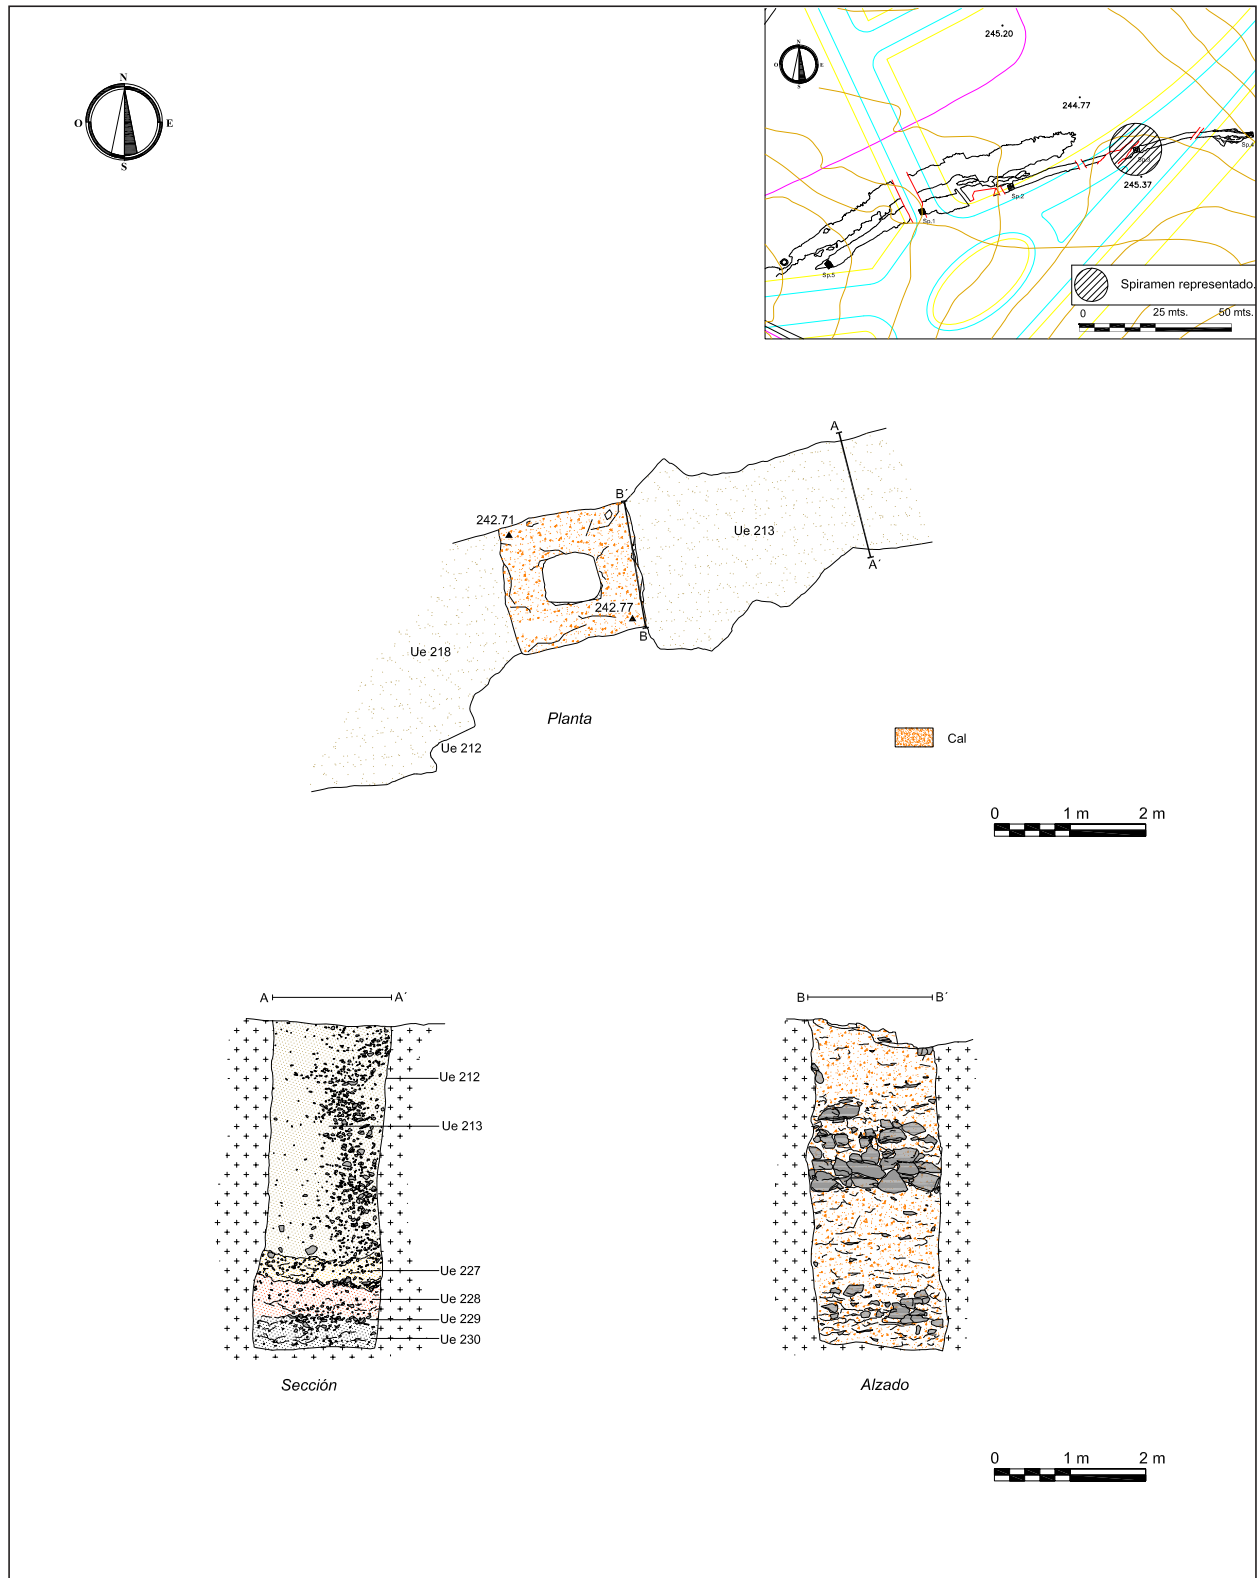 N
O E
S
N
O E
S
245.20
244.77
245.37
Sp.4
Sp.3
Sp.2
Sp.1
Sp.5
Spiramen representado.
0 25 mts. 50 mts.
A
B´
242.71
Ue 213
A´
242.77
B
Ue 218
Planta
Ue 212
Cal
0 1 m 2 m
A A´
B B´
Ue 212
Ue 213
Ue 227
Ue 228
Ue 229
Ue 230
Sección
Alzado
0 1 m 2 m